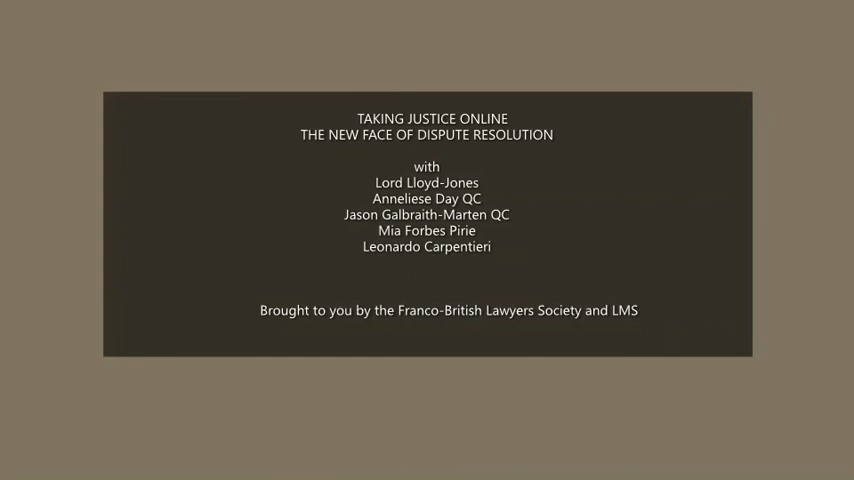 TAKING JUSTICE ONLINE
THE NEW FACE OF DISPUTE RESOLUTION
with
Lord Lloyd-Jones
Anneliese Day QC
Jason Galbraith-Marten QC
Mia Forbes Pirie
Leonardo Carpentieri
Brought to you by the Franco-British Lawyers Society and LMS